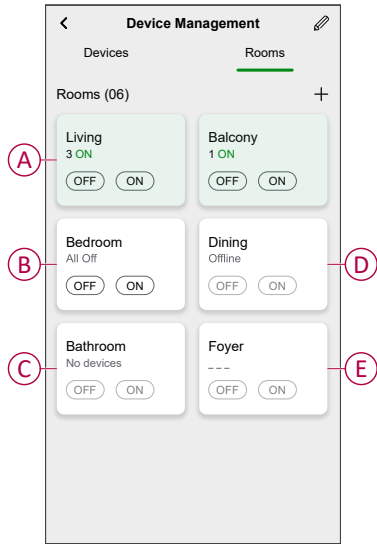 Device Management
Devices Rooms
Rooms (06)
A
Living
3 ON
OFF ON
Balcony
1 ON
OFF ON
B
Bedroom
All Off
OFF ON
Dining
Offline
OFF ON
D
C
Bathroom
No devices
OFF ON
Foyer
---
OFF ON
E